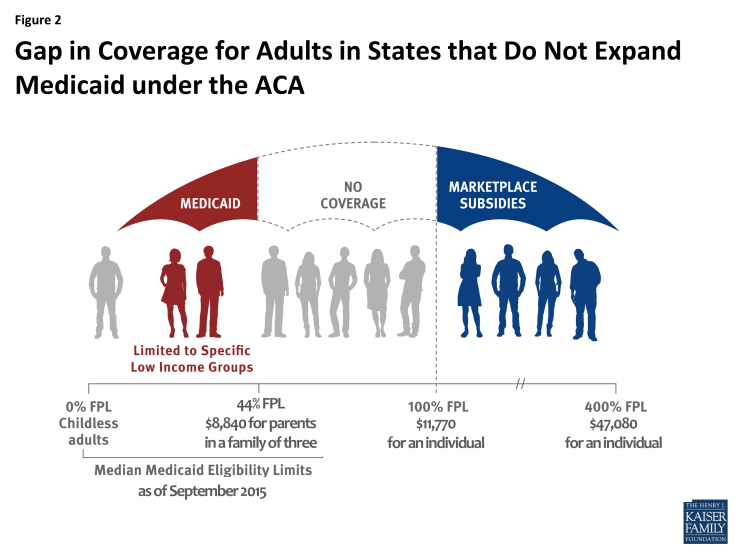 Figure 2
Gap in Coverage for Adults in States that Do Not Expand
Medicaid under the ACA
MEDICAID
NO
COVERAGE
MARKETPLACE
SUBSIDIES
Limited to Specific
Low Income Groups
0% FPL
Childless
adults
44% FPL
$8,840 for parents
in a family of three
100% FPL
$11,770
for an individual
400% FPL
$47,080
for an individual
Median Medicaid Eligibility Limits
as of September 2015
THE HENRY J.
KAISER
FAMILY
FOUNDATION